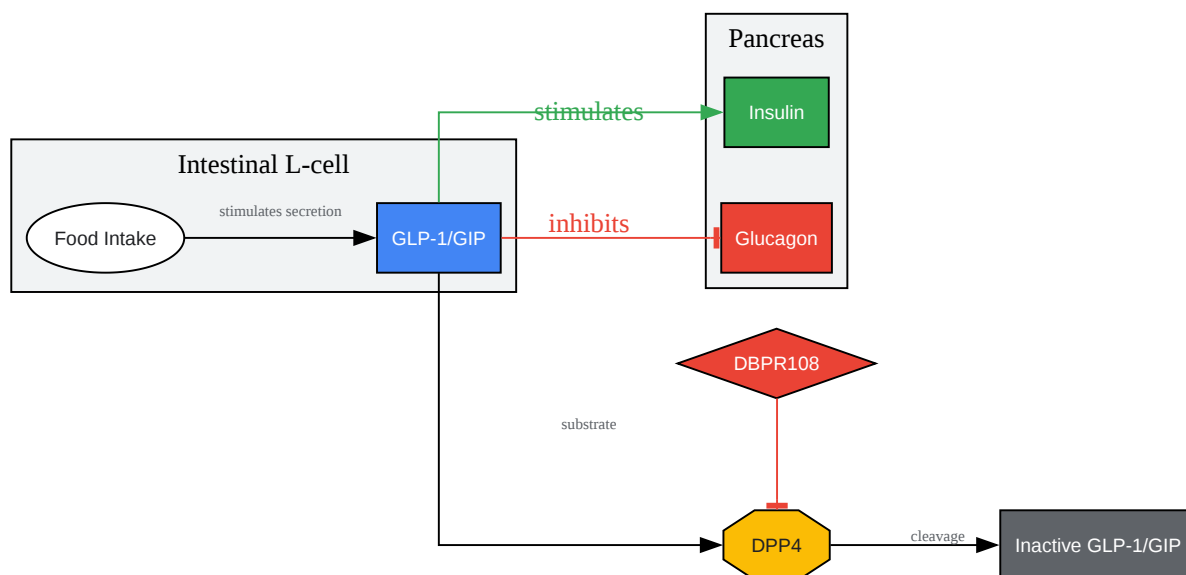 Pancreas
stimulates
Insulin
Intestinal L-cell
stimulates secretion
Food Intake
GLP-1/GIP
inhibits
Glucagon
DBPR108
substrate
DPP4
cleavage
Inactive GLP-1/GIP